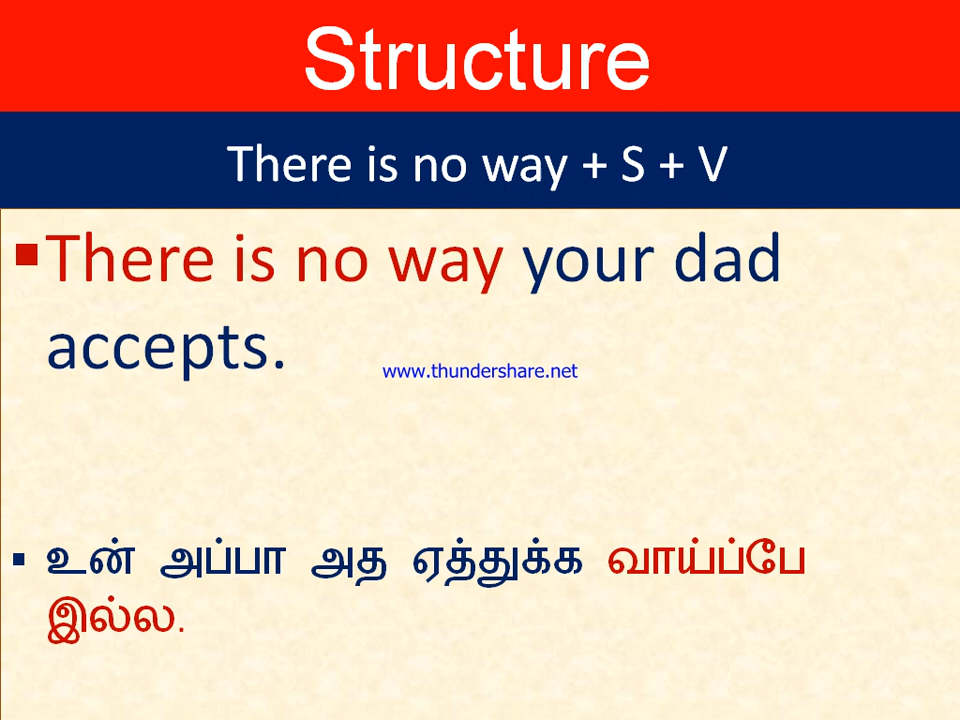 Structure
There is no way + S + V
▪There is no way your dad
accepts.
www.thundershare.net
▪ உன் அப்பா அத ஏத்துக்க வாய்ப்பே
இல்ல.